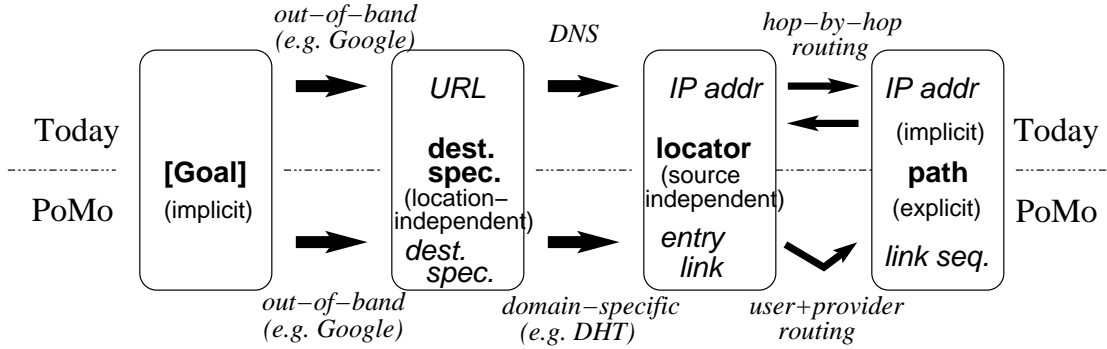 out−of−band
(e.g. Google)
DNS
hop−by−hop
routing
URL
IP addr
IP addr
(implicit)
Today
Today
[Goal]
(implicit)
dest.
spec.
(location−
independent)
locator
(source
independent)
path
(explicit)
PoMo
PoMo
dest.
spec.
entry
link
link seq.
out−of−band
(e.g. Google)
domain−specific
(e.g. DHT)
user+provider
routing